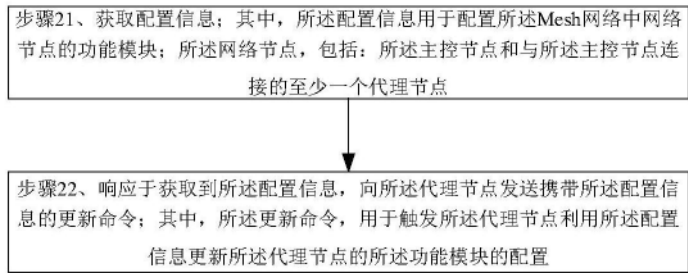 步骤21、获取配置信息；其中，所述配置信息用于配置所述Mesh网络中网络
节点的功能模块；所述网络节点，包括：所述主控节点和与所述主控节点连
接的至少一个代理节点
步骤22、响应于获取到所述配置信息，向所述代理节点发送携带所述配置信
息的更新命令；其中，所述更新命令，用于触发所述代理节点利用所述配置
信息更新所述代理节点的所述功能模块的配置